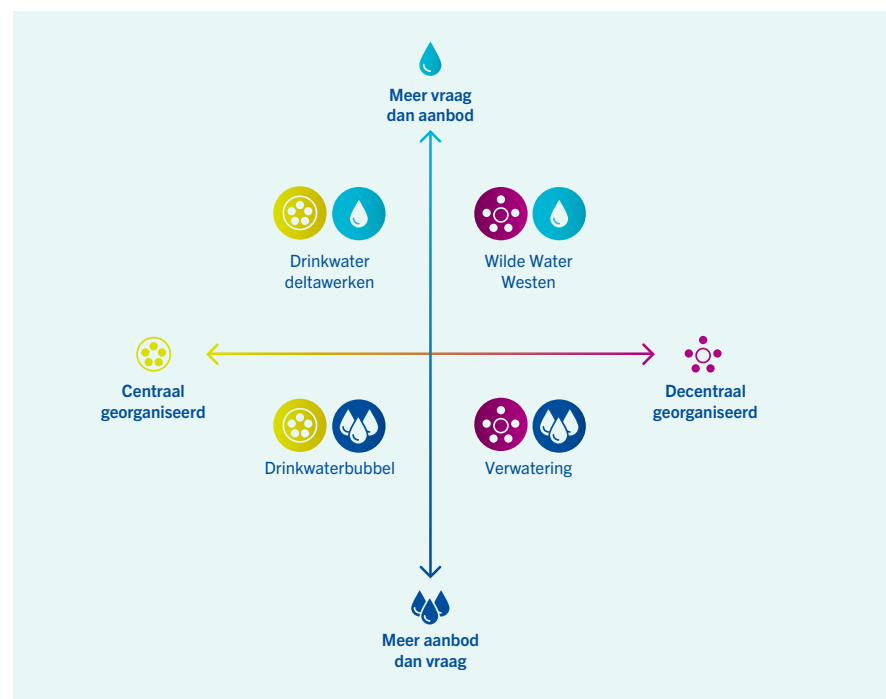 Meer vraag
dan aanbod
Drinkwater
deltawerken
Wilde Water
Westen
Centraal
georganiseerd
Decentraal
georganiseerd
Drinkwaterbubbel
Verwatering
Meer aanbod
dan vraag